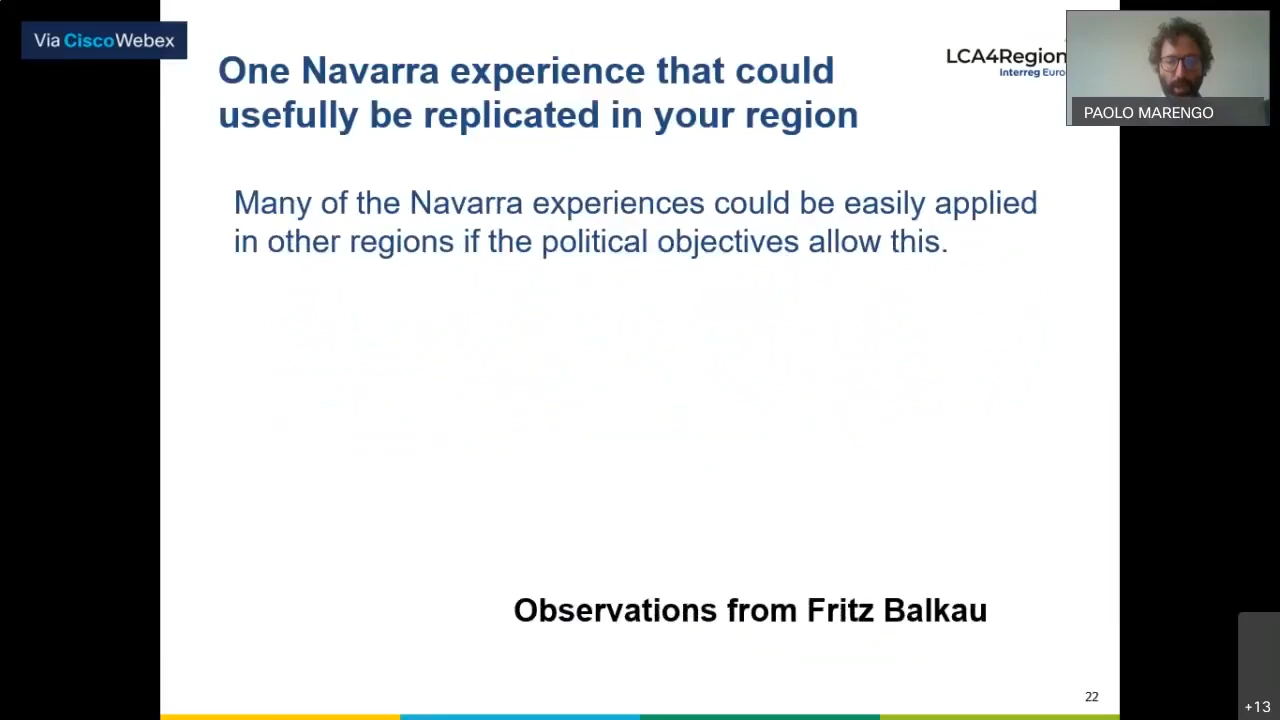 Via CiscoWebex
One Navarra experience that could
usefully be replicated in your region
LCA4Region
Interreg Euro
PAOLO MARENGO
Many of the Navarra experiences could be easily applied
in other regions if the political objectives allow this.
Observations from Fritz Balkau
22
+13